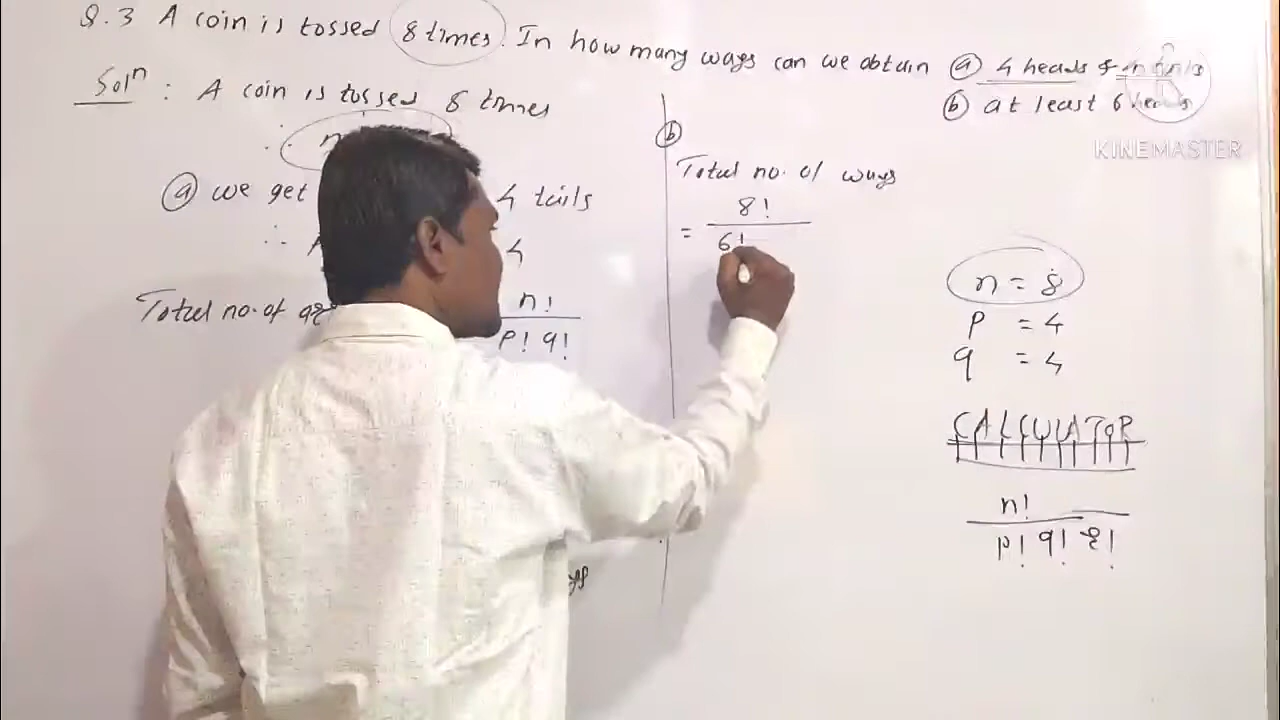 Q.3 A coin is tossed 8 times. In how many ways can we obtain (a) 4 heads &
(b) at least 6 heads
KINEMASTER
Solⁿ : A coin is tossed 8 times
∴ n
(a) we get 4 tails
∴ 4
Total no. of
n!
p! q!
(b)
Total no. of ways
= 8!
6!
n = 8
p = 4
q = 4
CALCULATOR
n!
p! q! r!